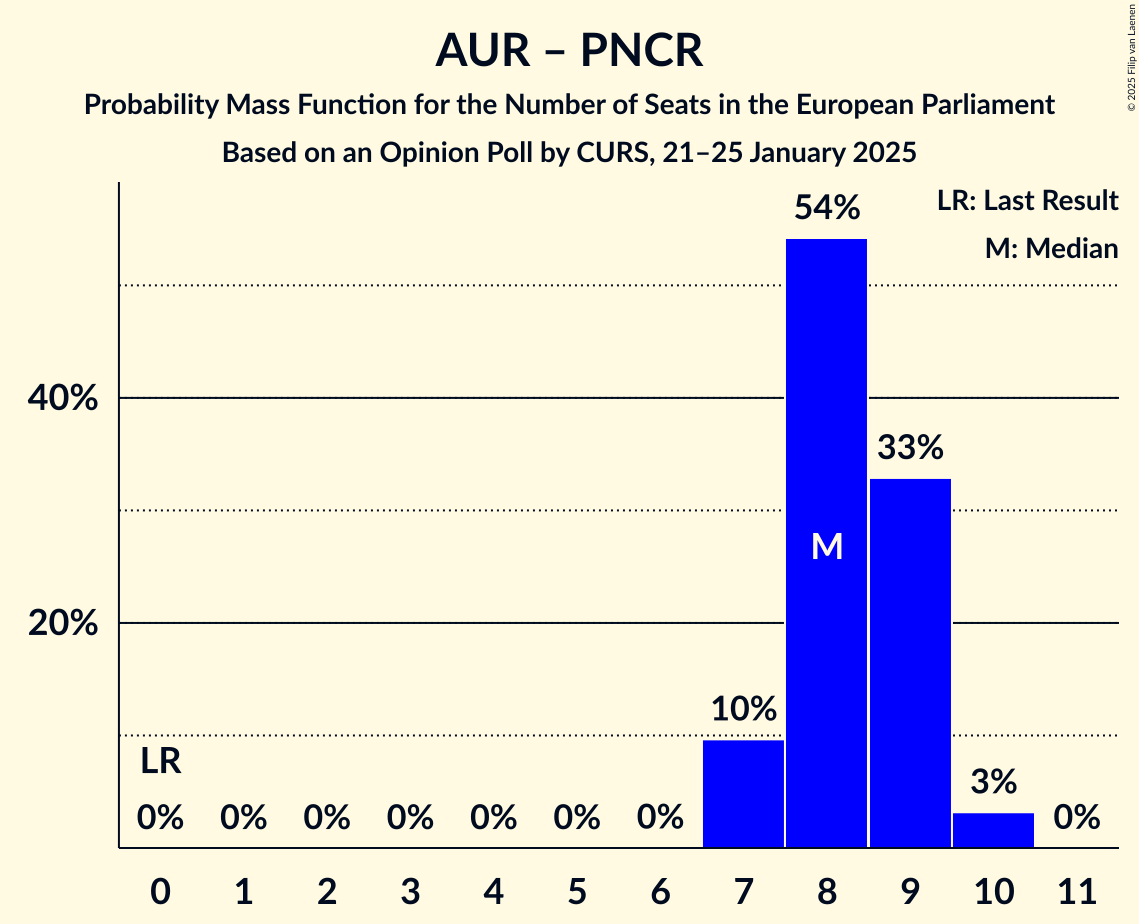 AUR – PNCR
Probability Mass Function for the Number of Seats in the European Parliament
Based on an Opinion Poll by CURS, 21–25 January 2025
© 2025 Filip van Laenen
LR: Last Result
M: Median
54%
40%
33%
M
20%
10%
LR
3%
0% 0% 0% 0% 0% 0% 0% 0%
0 1 2 3 4 5 6 7 8 9 10 11